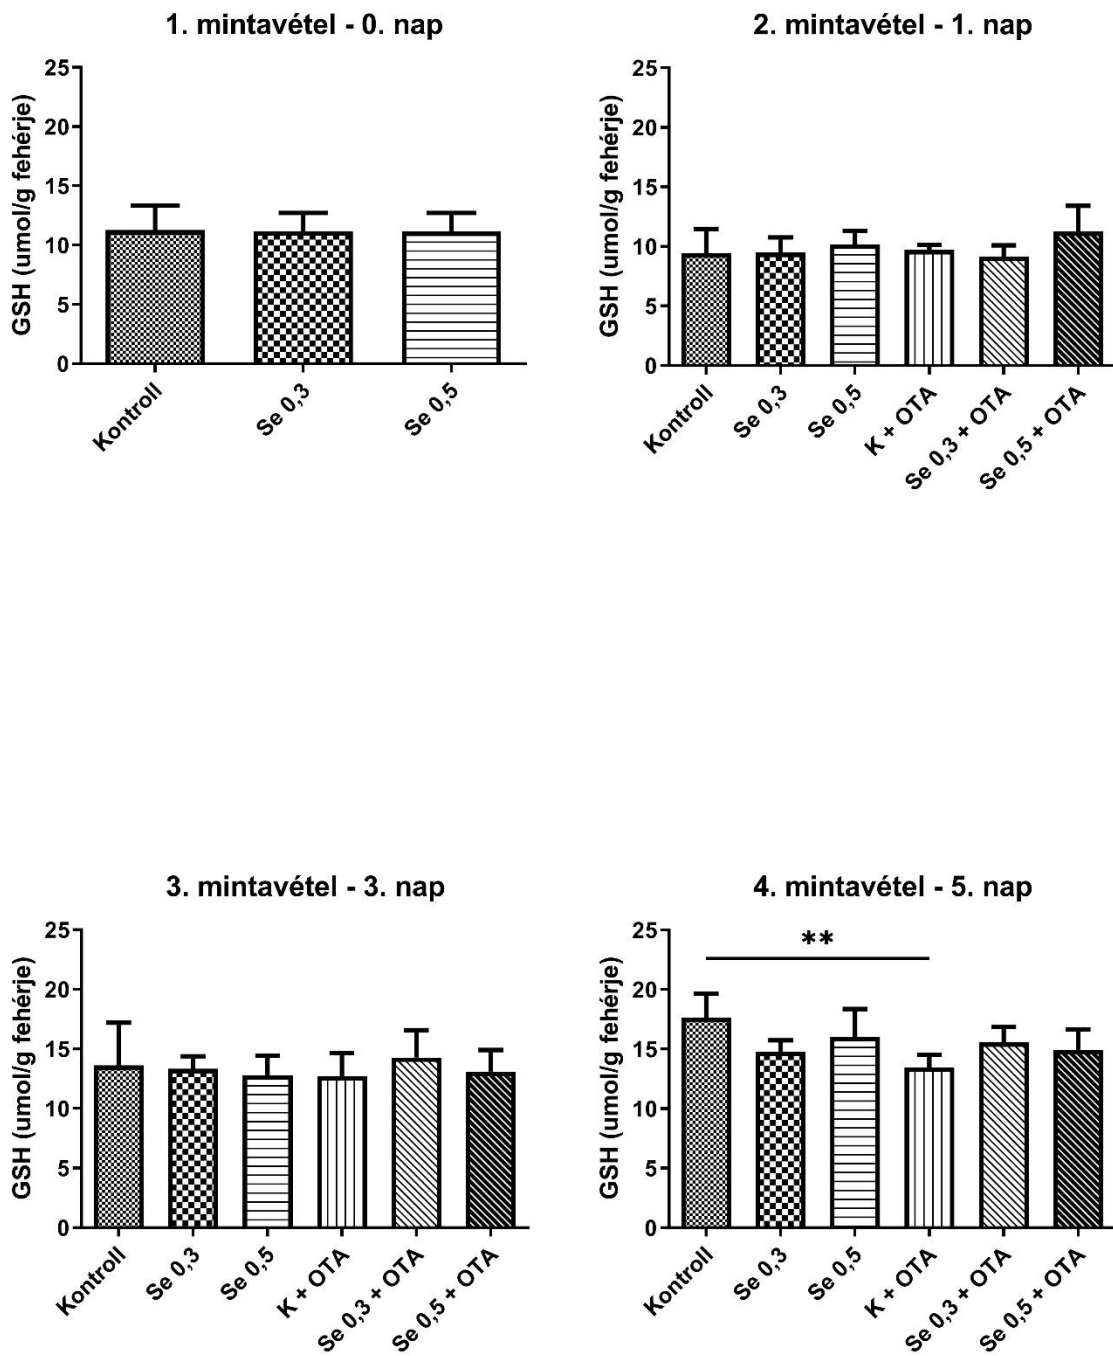 1. mintavétel - 0. nap
GSH (umol/g fehérje)
25
20
15
10
5
0
Kontroll
Se 0,3
Se 0,5
2. mintavétel - 1. nap
GSH (umol/g fehérje)
25
20
15
10
5
0
Kontroll
Se 0,3
Se 0,5
K + OTA
Se 0,3 + OTA
Se 0,5 + OTA
3. mintavétel - 3. nap
GSH (umol/g fehérje)
25
20
15
10
5
0
Kontroll
Se 0,3
Se 0,5
K + OTA
Se 0,3 + OTA
Se 0,5 + OTA
4. mintavétel - 5. nap
GSH (umol/g fehérje)
25
20
15
10
5
0
**
Kontroll
Se 0,3
Se 0,5
K + OTA
Se 0,3 + OTA
Se 0,5 + OTA